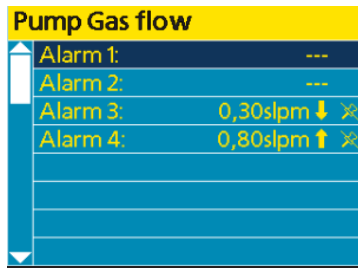 Pump Gas flow
Alarm 1: ---
Alarm 2: ---
Alarm 3: 0,30slpm
Alarm 4: 0,80slpm